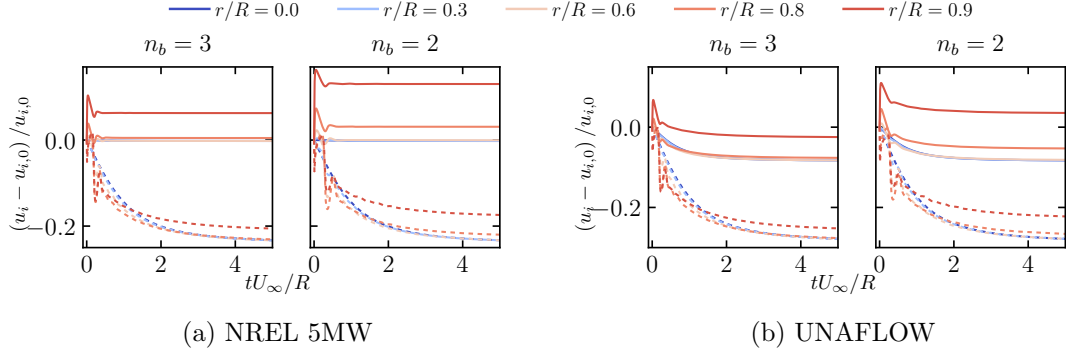 r/R = 0.0 r/R = 0.3 r/R = 0.6 r/R = 0.8 r/R = 0.9
n_b = 3 n_b = 2 n_b = 3 n_b = 2
(u_i − u_{i,0}) /u_{i,0} (u_i − u_{i,0}) /u_{i,0}
0.0 0.0
−0.2 −0.2
0 2 4 0 2 4 0 2 4 0 2 4
tU_∞/R tU_∞/R
(a) NREL 5MW (b) UNAFLOW